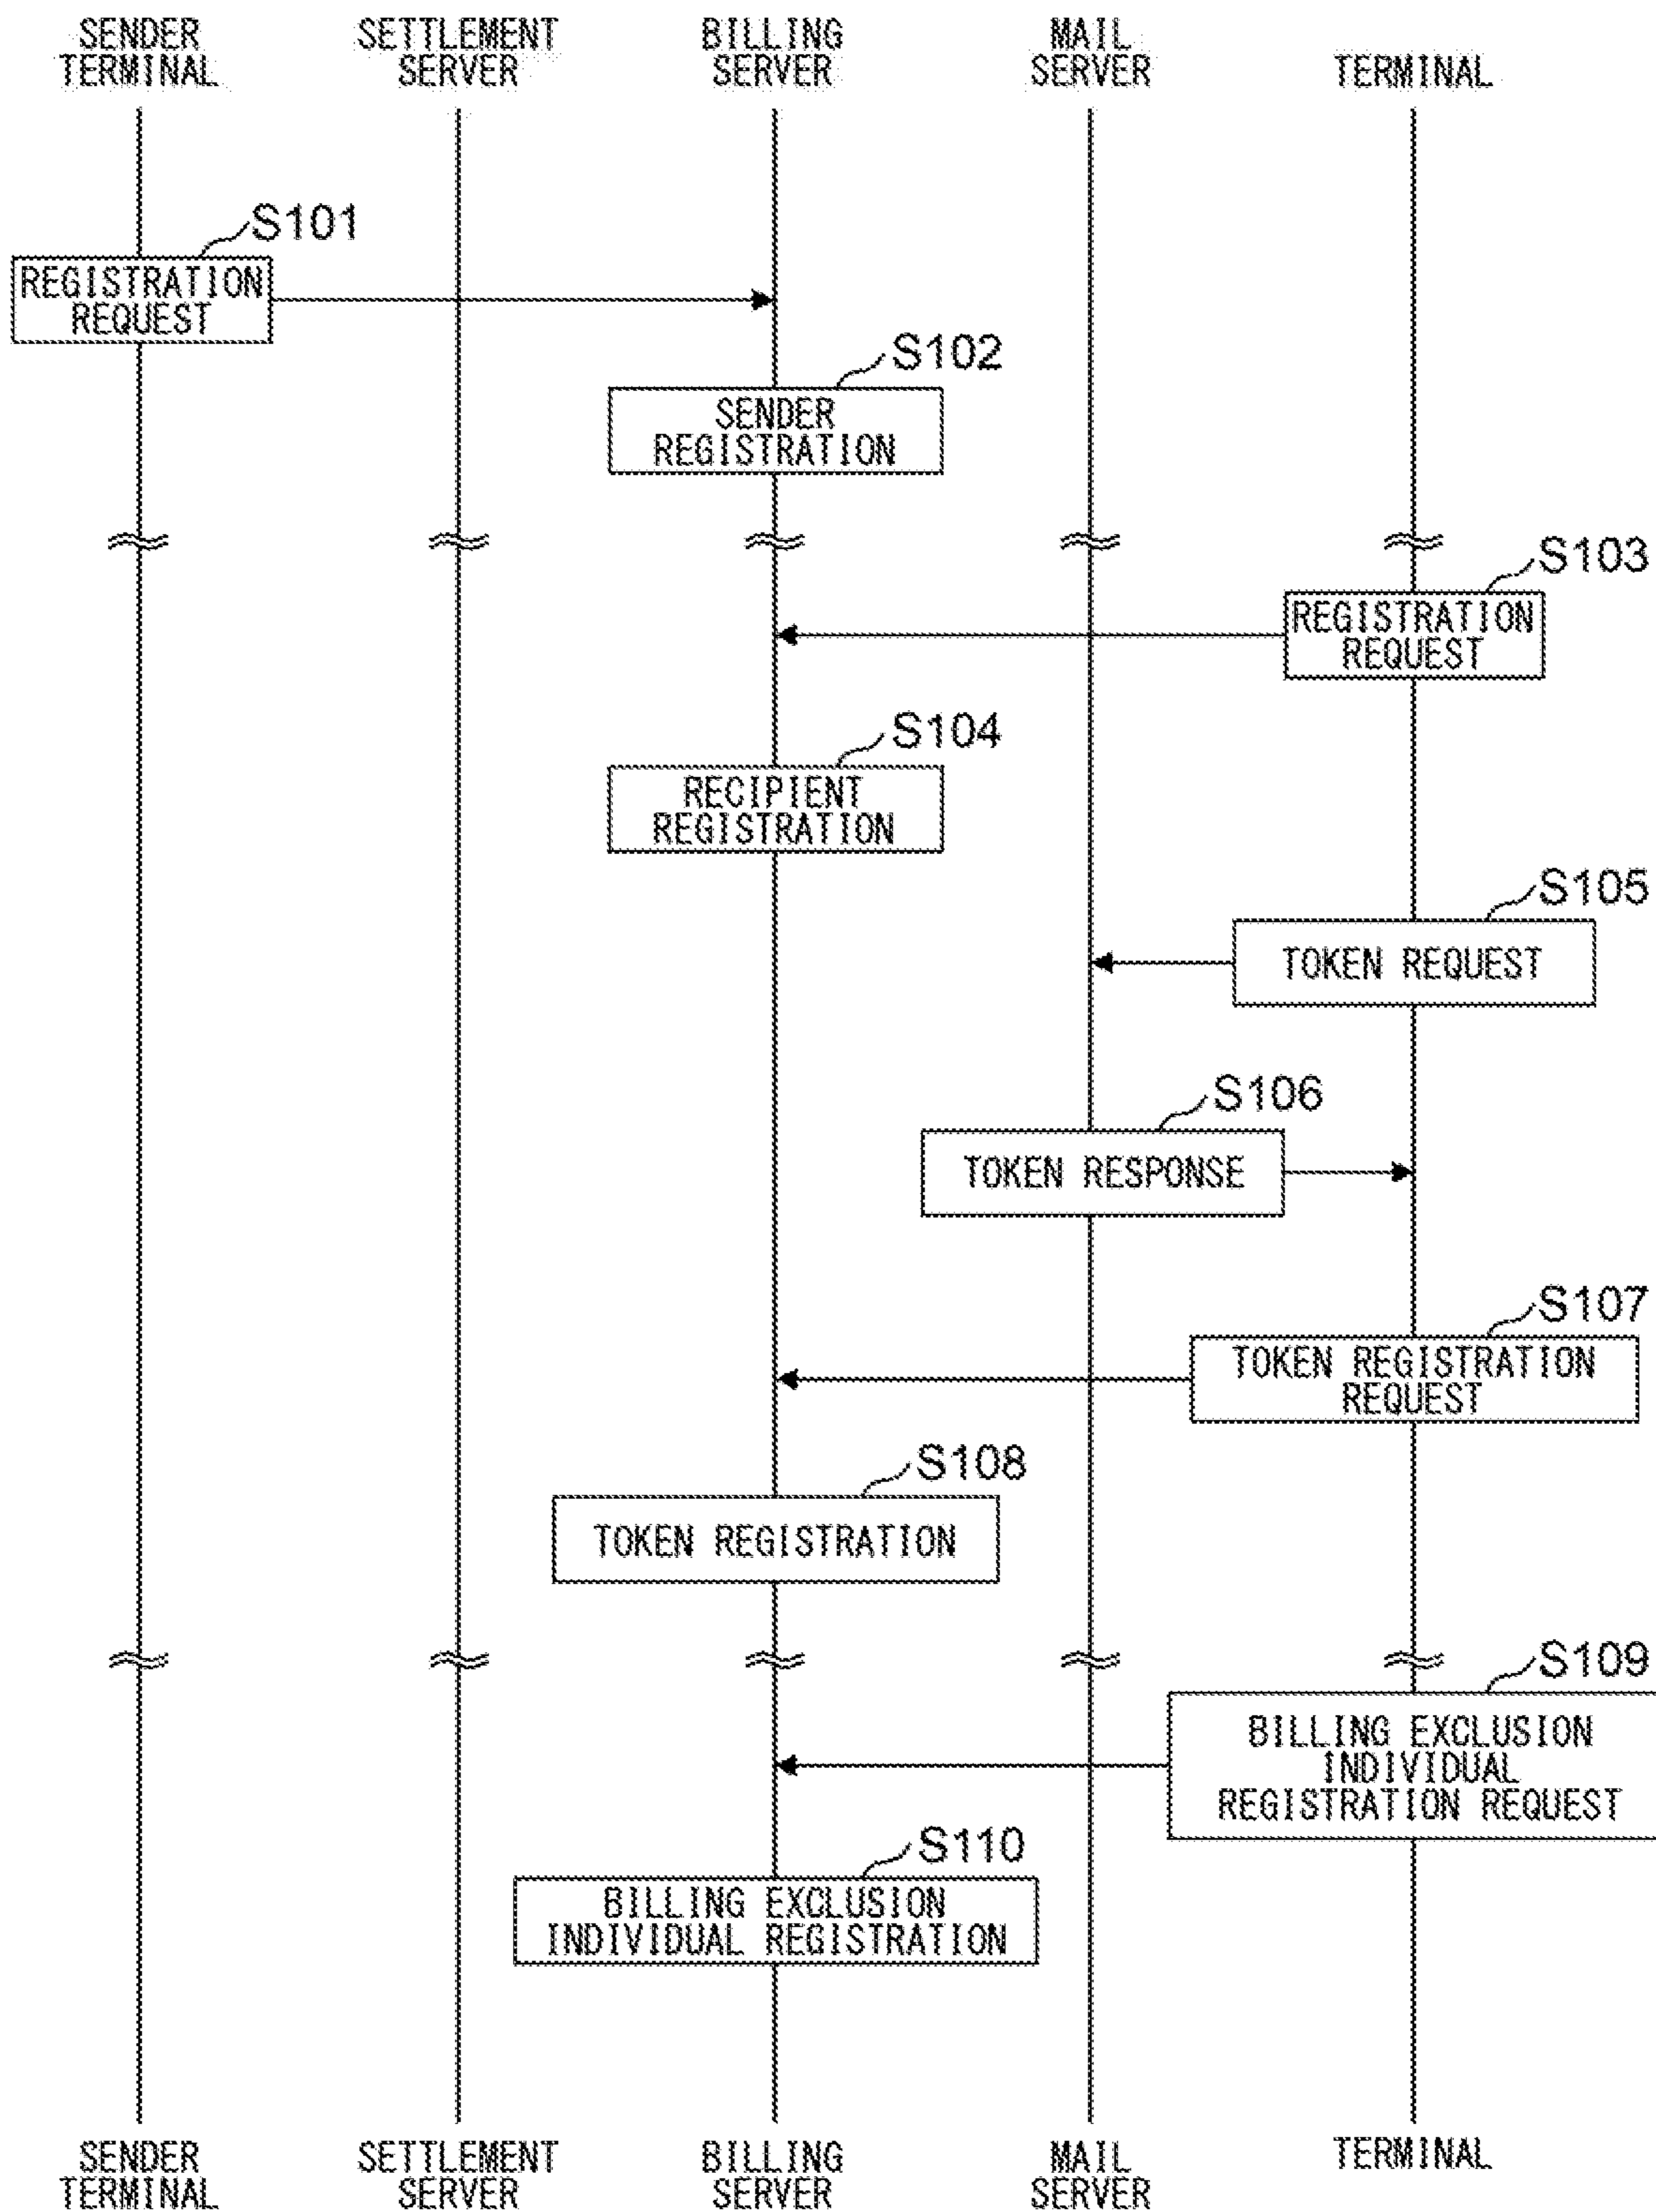 SENDER
TERMINAL
SETTLEMENT
SERVER
BILLING
SERVER
MAIL
SERVER
TERMINAL
S101
REGISTRATION
REQUEST
S102
SENDER
REGISTRATION
S103
REGISTRATION
REQUEST
S104
RECIPIENT
REGISTRATION
S105
TOKEN REQUEST
S106
TOKEN RESPONSE
S107
TOKEN REGISTRATION
REQUEST
S108
TOKEN REGISTRATION
S109
BILLING EXCLUSION
INDIVIDUAL
REGISTRATION REQUEST
S110
BILLING EXCLUSION
INDIVIDUAL REGISTRATION
SENDER
TERMINAL
SETTLEMENT
SERVER
BILLING
SERVER
MAIL
SERVER
TERMINAL